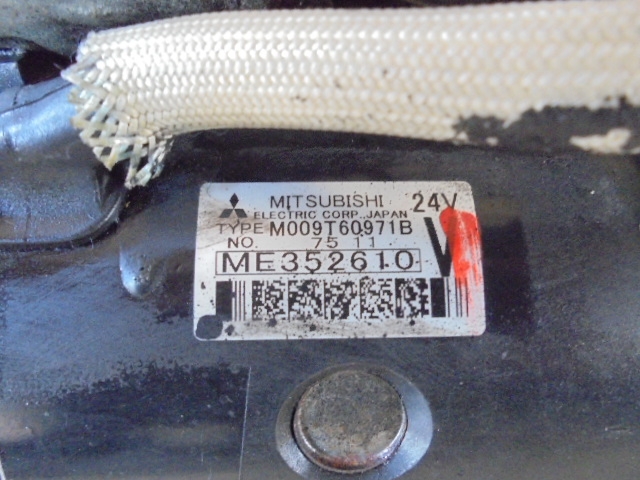 MITSUBISHI 24V
ELECTRIC CORP., JAPAN
TYPE M009T60971B
NO. 75 11 V
ME352610